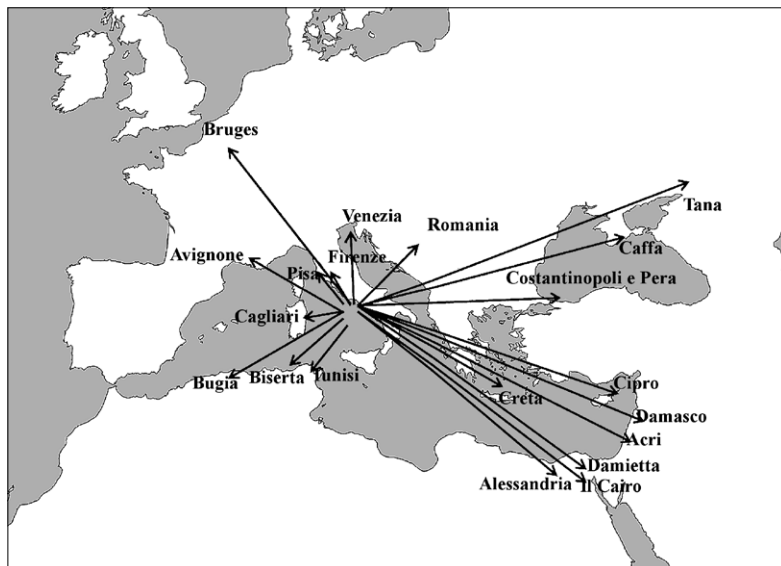 Bruges
Tana
Venezia
Romania
Caffa
Avignone
Firenze
Pisa
Costantinopoli e Pera
Cagliari
Bugia
Biserta
Tunisi
Cipro
Creta
Damasco
Acri
Damietta
Alessandria
Il Cairo